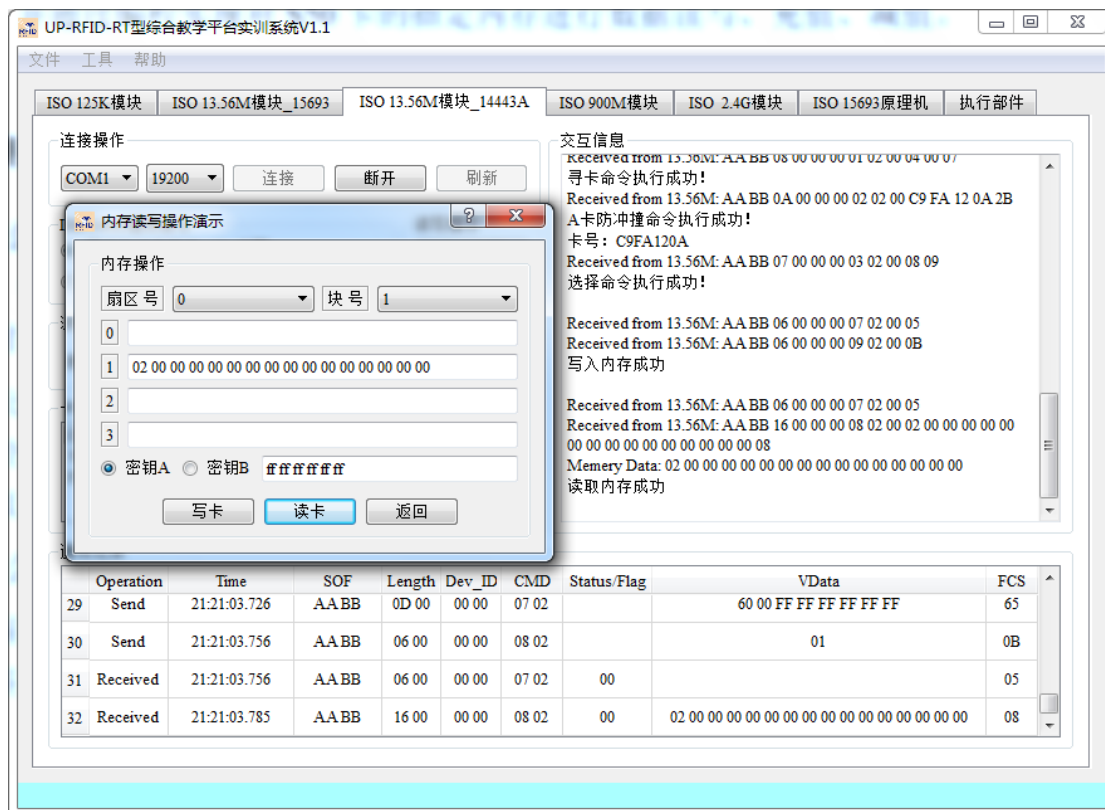 UP-RFID-RT型综合教学平台实训系统V1.1
文件 工具 帮助
ISO 125K模块 ISO 13.56M模块_15693 ISO 13.56M模块_14443A ISO 900M模块 ISO 2.4G模块 ISO 15693原理机 执行部件
连接操作
COM1 19200 连接 断开 刷新
内存读写操作演示
内存操作
扇区号 0 块号 1
0
1 02 00 00 00 00 00 00 00 00 00 00 00 00 00 00 00
2
3
密钥A 密钥B ffffffffffff
写卡 读卡 返回
交互信息
Received from 13.56M: AA BB 08 00 00 00 01 02 00 04 00 07
寻卡命令执行成功!
Received from 13.56M: AA BB 0A 00 00 00 02 02 00 C9 FA 12 0A 2B
A卡防冲撞命令执行成功!
卡号: C9FA120A
Received from 13.56M: AA BB 07 00 00 00 03 02 00 08 09
选择命令执行成功!
Received from 13.56M: AA BB 06 00 00 00 07 02 00 05
Received from 13.56M: AA BB 06 00 00 00 09 02 00 0B
写入内存成功
Received from 13.56M: AA BB 06 00 00 00 07 02 00 05
Received from 13.56M: AA BB 16 00 00 00 08 02 00 02 00 00 00 00 00
00 00 00 00 00 00 00 00 00 00 08
Memery Data: 02 00 00 00 00 00 00 00 00 00 00 00 00 00 00 00
读取内存成功
Operation Time SOF Length Dev_ID CMD Status/Flag VData FCS
29 Send 21:21:03.726 AA BB 0D 00 00 00 07 02 60 00 FF FF FF FF FF FF 65
30 Send 21:21:03.756 AA BB 06 00 00 00 08 02 01 0B
31 Received 21:21:03.756 AA BB 06 00 00 00 07 02 00 05
32 Received 21:21:03.785 AA BB 16 00 00 00 08 02 00 02 00 00 00 00 00 00 00 00 00 00 00 00 00 00 00 08